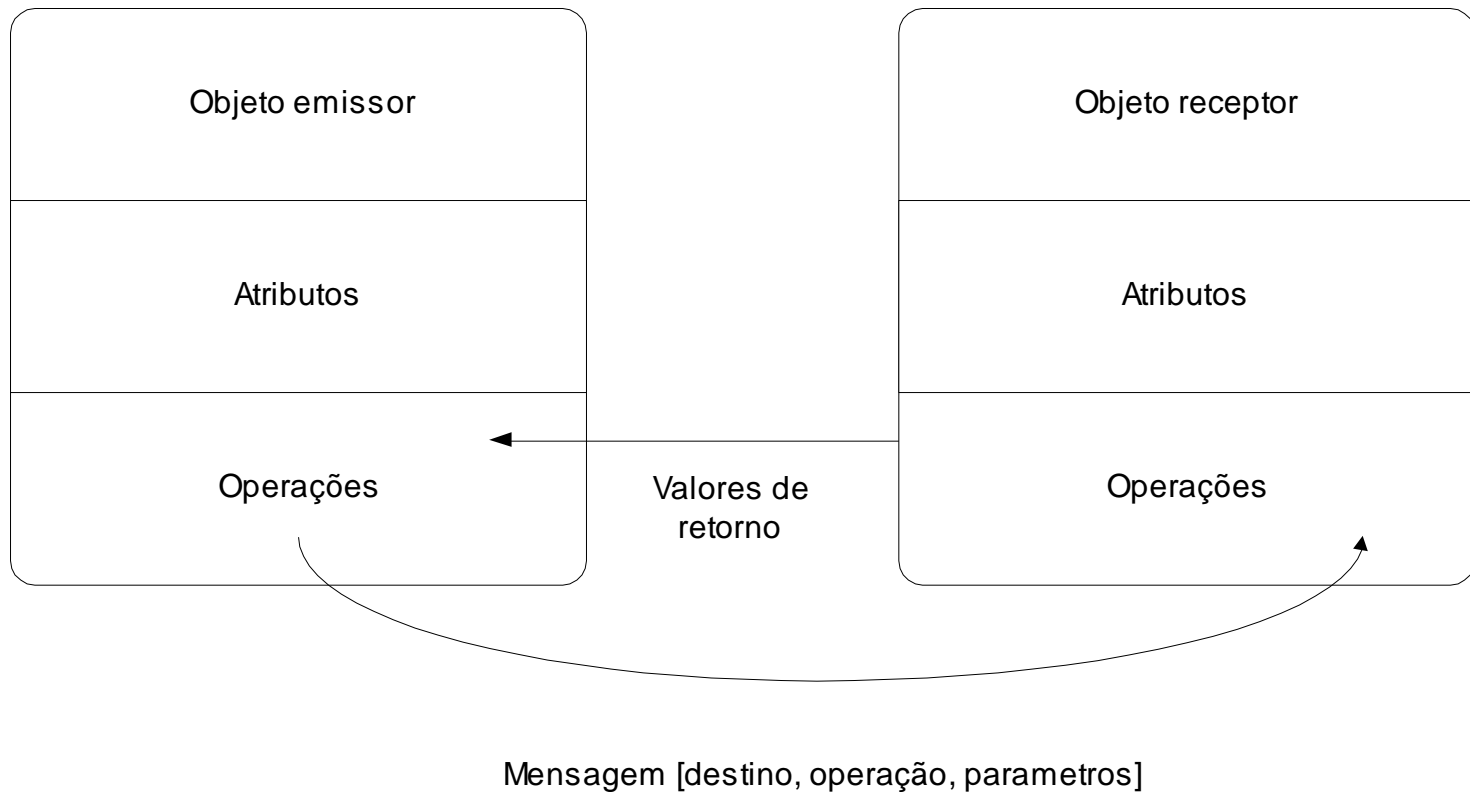 Objeto emissor
Objeto receptor
Atributos
Atributos
Operações
Valores de
retorno
Operações
Mensagem [destino, operação, parametros]